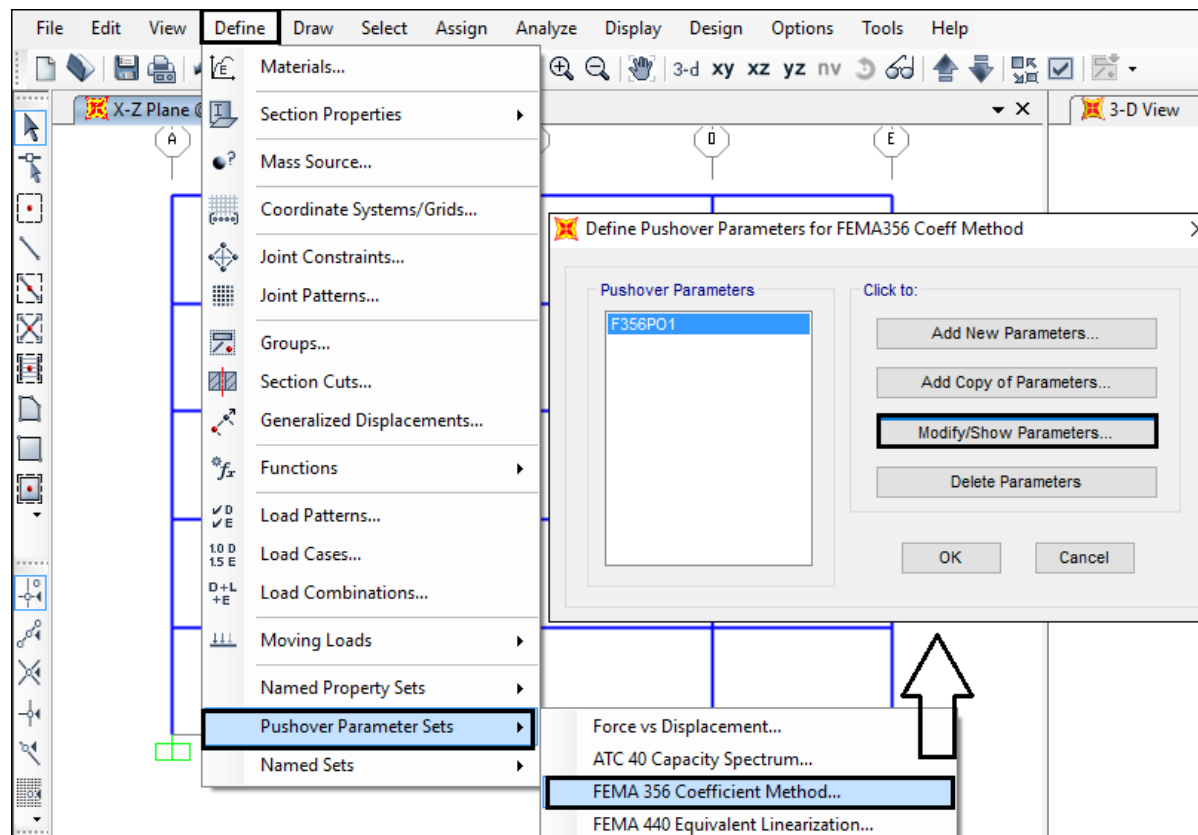 File Edit View Define Draw Select Assign Analyze Display Design Options Tools Help
3-d xy xz yz nv
X-Z Plane @
3-D View
A
D
E
Materials...
Section Properties
Mass Source...
Coordinate Systems/Grids...
Joint Constraints...
Joint Patterns...
Groups...
Section Cuts...
Generalized Displacements...
Functions
Load Patterns...
Load Cases...
Load Combinations...
Moving Loads
Named Property Sets
Pushover Parameter Sets
Named Sets
Force vs Displacement...
ATC 40 Capacity Spectrum...
FEMA 356 Coefficient Method...
FEMA 440 Equivalent Linearization...
Define Pushover Parameters for FEMA356 Coeff Method
Pushover Parameters
F356PO1
Click to:
Add New Parameters...
Add Copy of Parameters...
Modify/Show Parameters...
Delete Parameters
OK Cancel